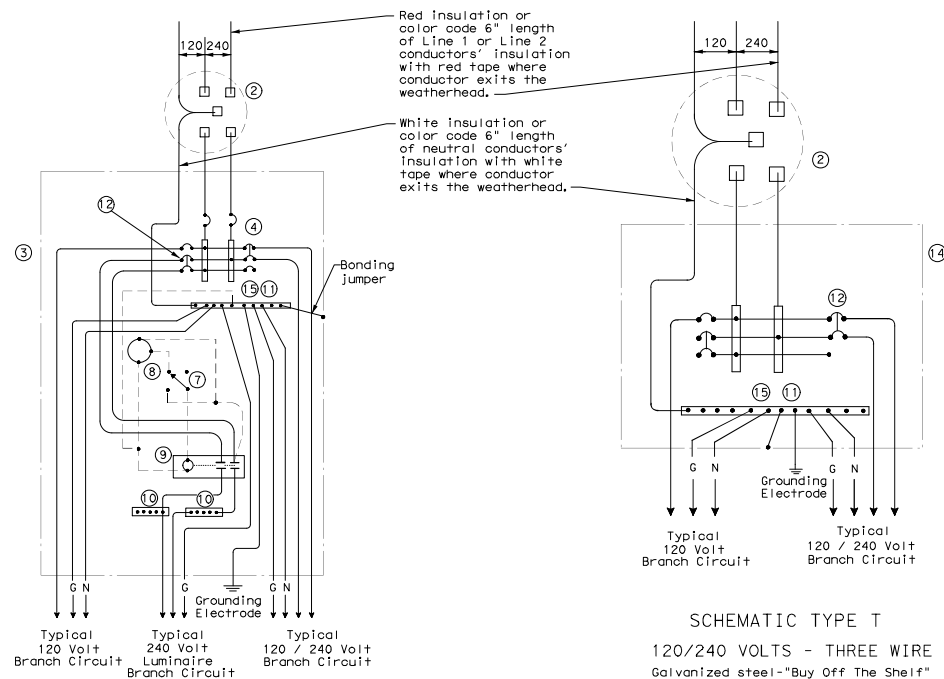 120
240
Red insulation or
color code 6" length
of Line 1 or Line 2
conductors' insulation
with red tape where
conductor exits the
weatherhead.
2
White insulation or
color code 6" length
of neutral conductors'
insulation with white
tape where conductor
exits the weatherhead.
12
3
4
Bonding
jumper
15
11
8
7
9
10
10
G
N
G
G
N
Grounding
Electrode
Typical
120 Volt
Branch Circuit
Typical
240 Volt
Luminaire
Branch Circuit
Typical
120 / 240 Volt
Branch Circuit
120
240
2
14
12
15
11
G
N
G
N
Grounding
Electrode
Typical
120 Volt
Branch Circuit
Typical
120 / 240 Volt
Branch Circuit
SCHEMATIC TYPE T
120/240 VOLTS - THREE WIRE
Galvanized steel-"Buy Off The Shelf"